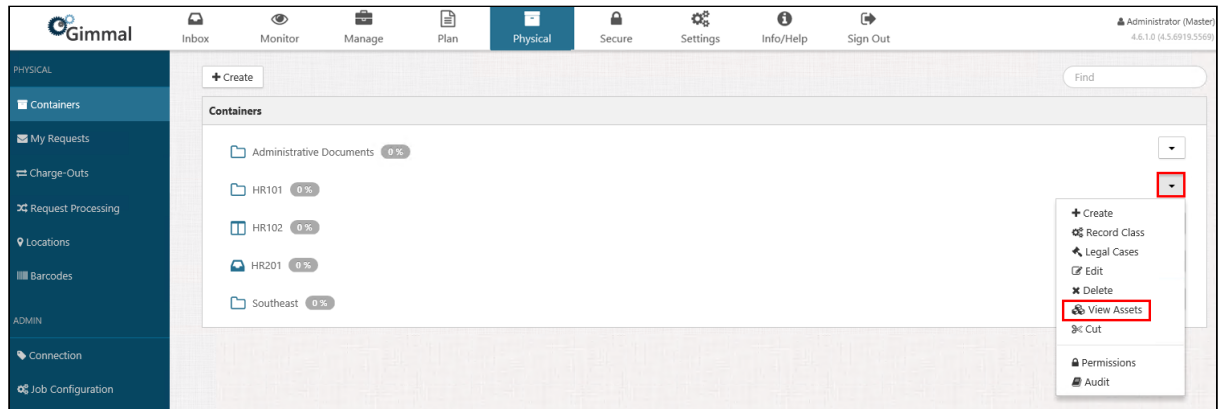 Gimmal
Inbox
Monitor
Manage
Plan
Physical
Secure
Settings
Info/Help
Sign Out
Administrator (Master)
4.6.1.0 (4.5.6919.5569)
PHYSICAL
Containers
My Requests
Charge-Outs
Request Processing
Locations
Barcodes
ADMIN
Connection
Job Configuration
Create
Find
Containers
Administrative Documents 0 %
HR101 0 %
HR102 0 %
HR201 0 %
Southeast 0 %
Create
Record Class
Legal Cases
Edit
Delete
View Assets
Cut
Permissions
Audit